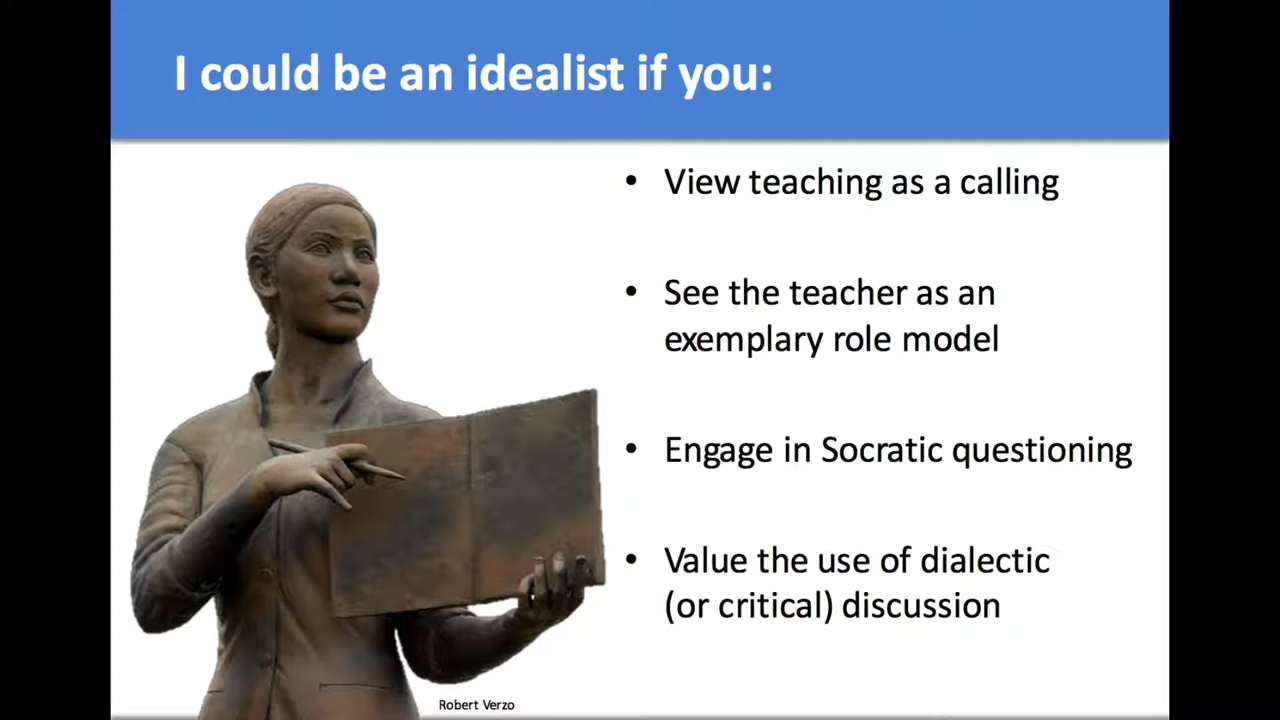 I could be an idealist if you:
• View teaching as a calling
• See the teacher as an
exemplary role model
• Engage in Socratic questioning
• Value the use of dialectic
(or critical) discussion
Robert Verzo